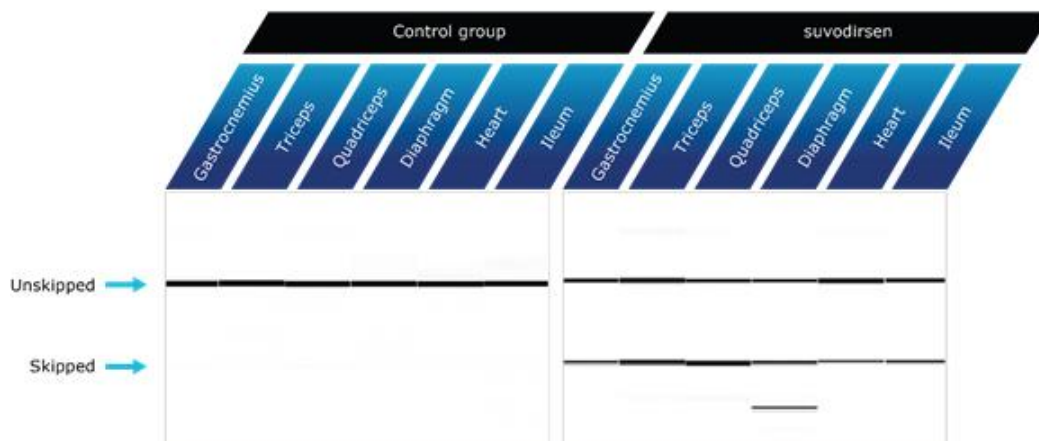 Control group
suvodirsen
Gastrocnemius
Triceps
Quadriceps
Diaphragm
Heart
Ileum
Gastrocnemius
Triceps
Quadriceps
Diaphragm
Heart
Ileum
Unskipped
Skipped